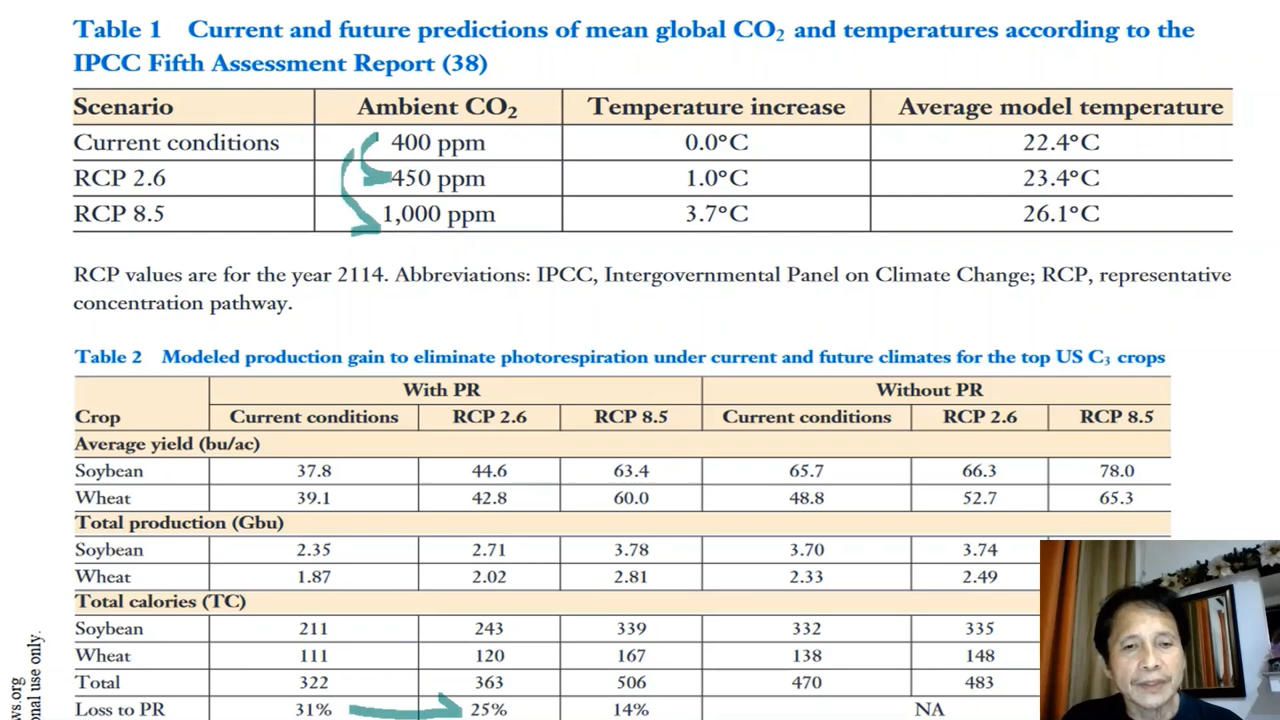 Table 1 Current and future predictions of mean global CO₂ and temperatures according to the
IPCC Fifth Assessment Report (38)
Scenario Ambient CO₂ Temperature increase Average model temperature
Current conditions 400 ppm 0.0°C 22.4°C
RCP 2.6 450 ppm 1.0°C 23.4°C
RCP 8.5 1,000 ppm 3.7°C 26.1°C
RCP values are for the year 2114. Abbreviations: IPCC, Intergovernmental Panel on Climate Change; RCP, representative
concentration pathway.
Table 2 Modeled production gain to eliminate photorespiration under current and future climates for the top US C₃ crops
With PR Without PR
Crop Current conditions RCP 2.6 RCP 8.5 Current conditions RCP 2.6 RCP 8.5
Average yield (bu/ac)
Soybean 37.8 44.6 63.4 65.7 66.3 78.0
Wheat 39.1 42.8 60.0 48.8 52.7 65.3
Total production (Gbu)
Soybean 2.35 2.71 3.78 3.70 3.74
Wheat 1.87 2.02 2.81 2.33 2.49
Total calories (TC)
Soybean 211 243 339 332 335
Wheat 111 120 167 138 148
Total 322 363 506 470 483
Loss to PR 31% 25% 14% NA
ws.org
onal use only.